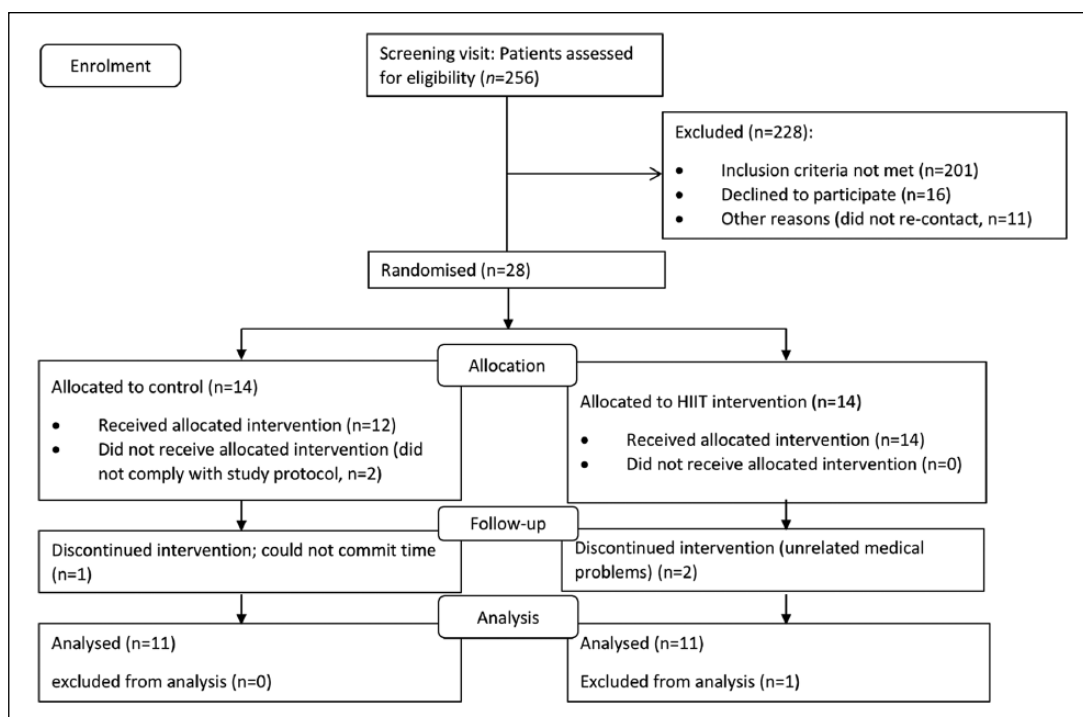 Enrolment
Screening visit: Patients assessed
for eligibility (n=256)
Excluded (n=228):
• Inclusion criteria not met (n=201)
• Declined to participate (n=16)
• Other reasons (did not re-contact, n=11)
Randomised (n=28)
Allocation
Allocated to control (n=14)
• Received allocated intervention (n=12)
• Did not receive allocated intervention (did
not comply with study protocol, n=2)
Allocated to HIIT intervention (n=14)
• Received allocated intervention (n=14)
• Did not receive allocated intervention (n=0)
Follow-up
Discontinued intervention; could not commit time
(n=1)
Discontinued intervention (unrelated medical
problems) (n=2)
Analysis
Analysed (n=11)
excluded from analysis (n=0)
Analysed (n=11)
Excluded from analysis (n=1)